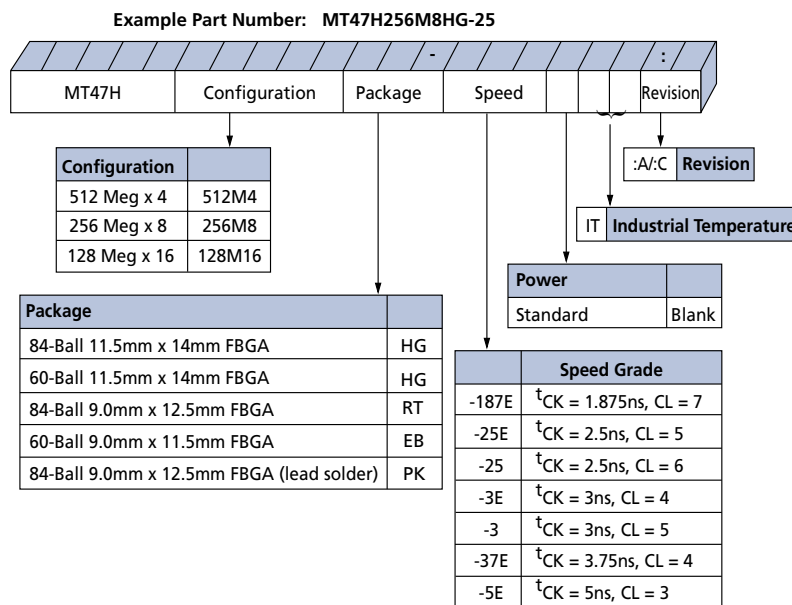 Example Part Number: MT47H256M8HG-25
- :
MT47H Configuration Package Speed Revision
Configuration
512 Meg x 4 512M4
256 Meg x 8 256M8
128 Meg x 16 128M16
:A/:C Revision
IT Industrial Temperature
Power
Standard Blank
Package
84-Ball 11.5mm x 14mm FBGA HG
60-Ball 11.5mm x 14mm FBGA HG
84-Ball 9.0mm x 12.5mm FBGA RT
60-Ball 9.0mm x 11.5mm FBGA EB
84-Ball 9.0mm x 12.5mm FBGA (lead solder) PK
Speed Grade
-187E tCK = 1.875ns, CL = 7
-25E tCK = 2.5ns, CL = 5
-25 tCK = 2.5ns, CL = 6
-3E tCK = 3ns, CL = 4
-3 tCK = 3ns, CL = 5
-37E tCK = 3.75ns, CL = 4
-5E tCK = 5ns, CL = 3